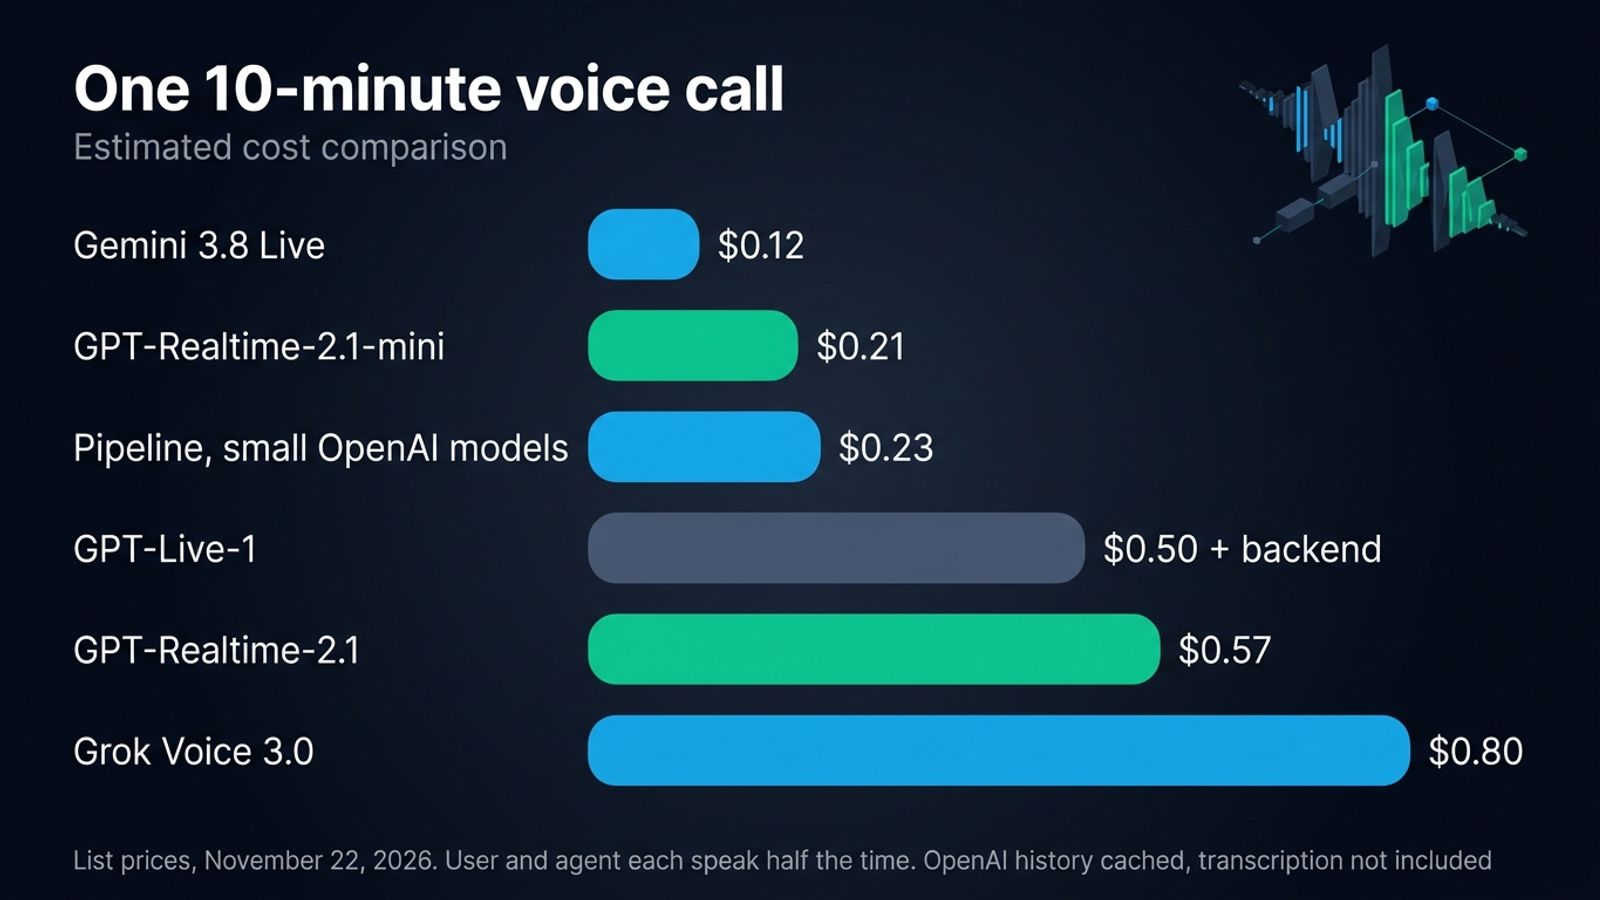 One 10-minute voice call
Estimated cost comparison
Gemini 3.8 Live $0.12
GPT-Realtime-2.1-mini $0.21
Pipeline, small OpenAI models $0.23
GPT-Live-1 $0.50 + backend
GPT-Realtime-2.1 $0.57
Grok Voice 3.0 $0.80
List prices, November 22, 2026. User and agent each speak half the time. OpenAI history cached, transcription not included